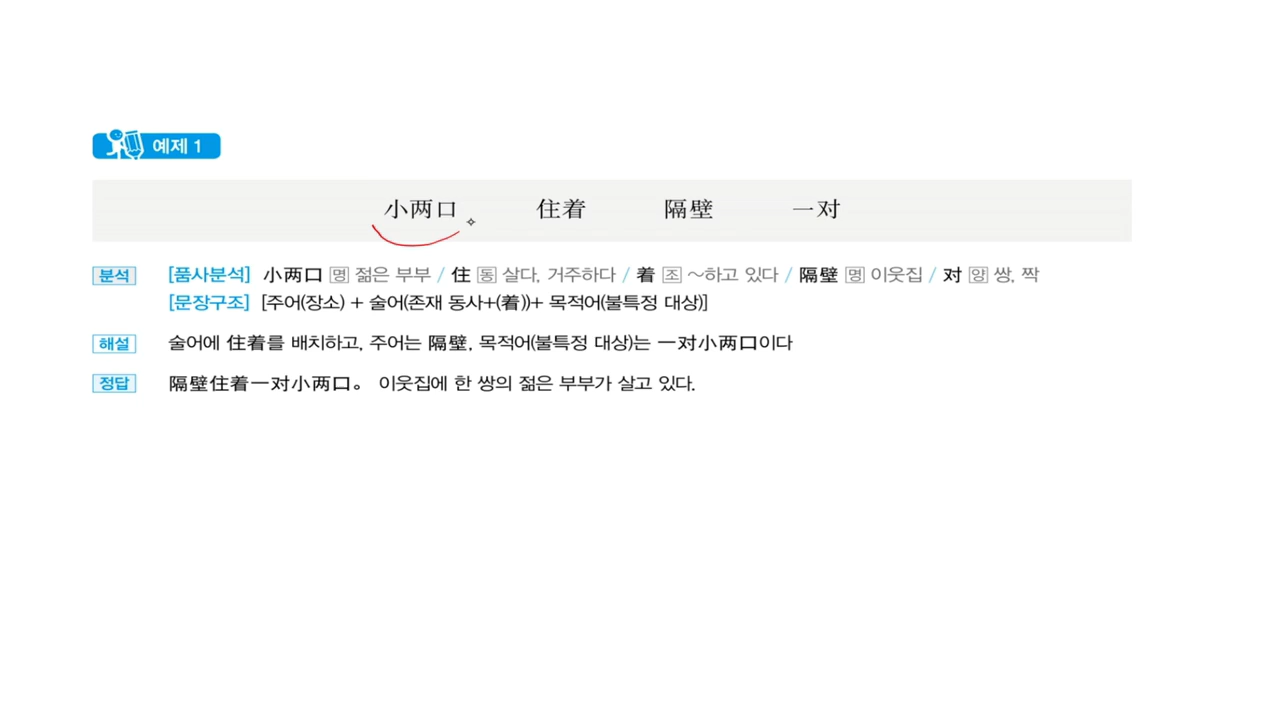 예제 1
小两口 住着 隔壁 一对
분석 [품사분석] 小两口 명 젊은 부부 / 住 동 살다, 거주하다 / 着 조 ~하고 있다 / 隔壁 명 이웃집 / 对 양 쌍, 짝
[문장구조] [주어(장소) + 술어(존재 동사+(着))+ 목적어(불특정 대상)]
해설 술어에 住着를 배치하고, 주어는 隔壁, 목적어(불특정 대상)는 一对小两口이다
정답 隔壁住着一对小两口。 이웃집에 한 쌍의 젊은 부부가 살고 있다.